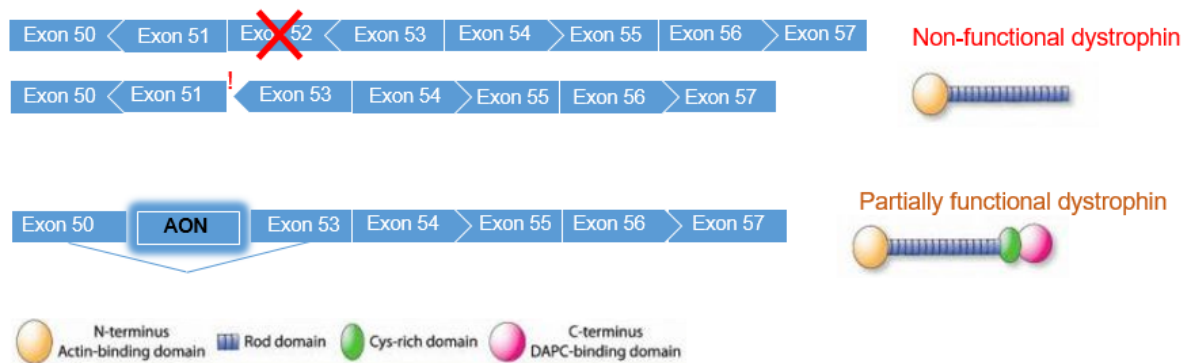 Exon 50 Exon 51 Exon 52 Exon 53 Exon 54 Exon 55 Exon 56 Exon 57
Non-functional dystrophin
!
Exon 50 Exon 51 Exon 53 Exon 54 Exon 55 Exon 56 Exon 57
Partially functional dystrophin
Exon 50 AON Exon 53 Exon 54 Exon 55 Exon 56 Exon 57
N-terminus
Actin-binding domain
Rod domain
Cys-rich domain
C-terminus
DAPC-binding domain